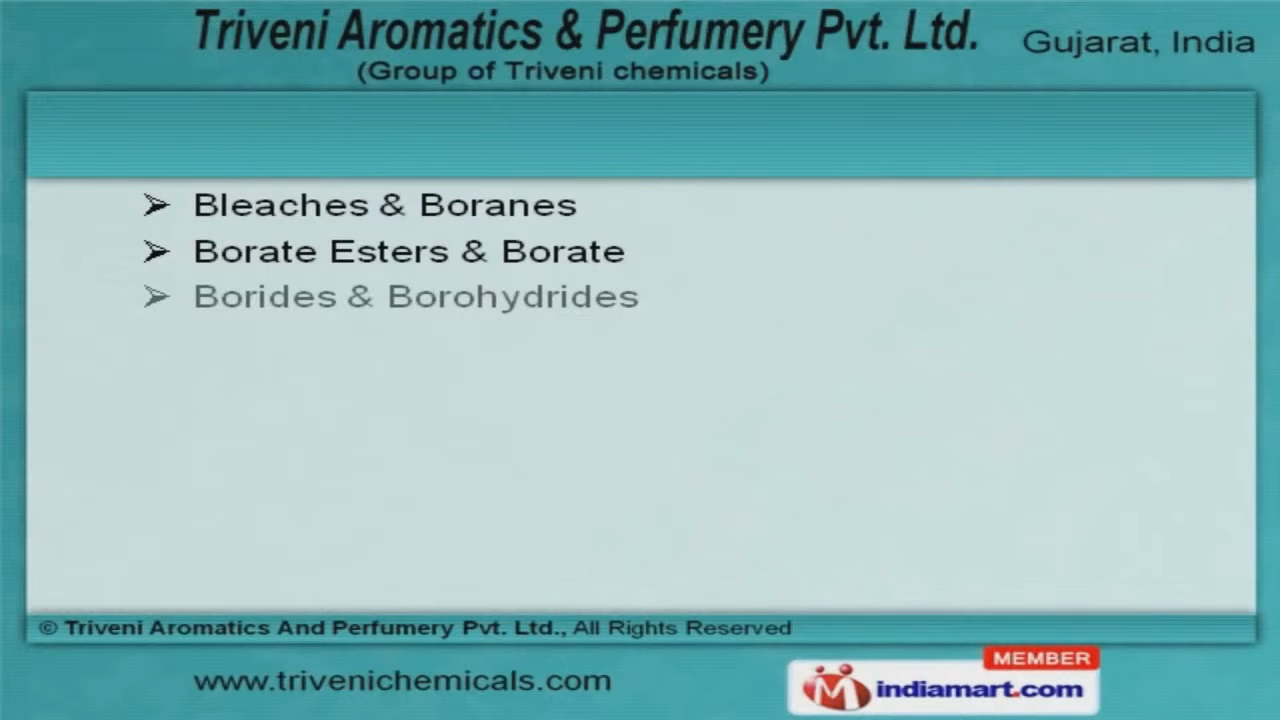 Triveni Aromatics & Perfumery Pvt. Ltd.
Gujarat, India
(Group of Triveni chemicals)
➢ Bleaches & Boranes
➢ Borate Esters & Borate
➢ Borides & Borohydrides
© Triveni Aromatics And Perfumery Pvt. Ltd., All Rights Reserved
www.trivenichemicals.com
MEMBER
indiamart.com